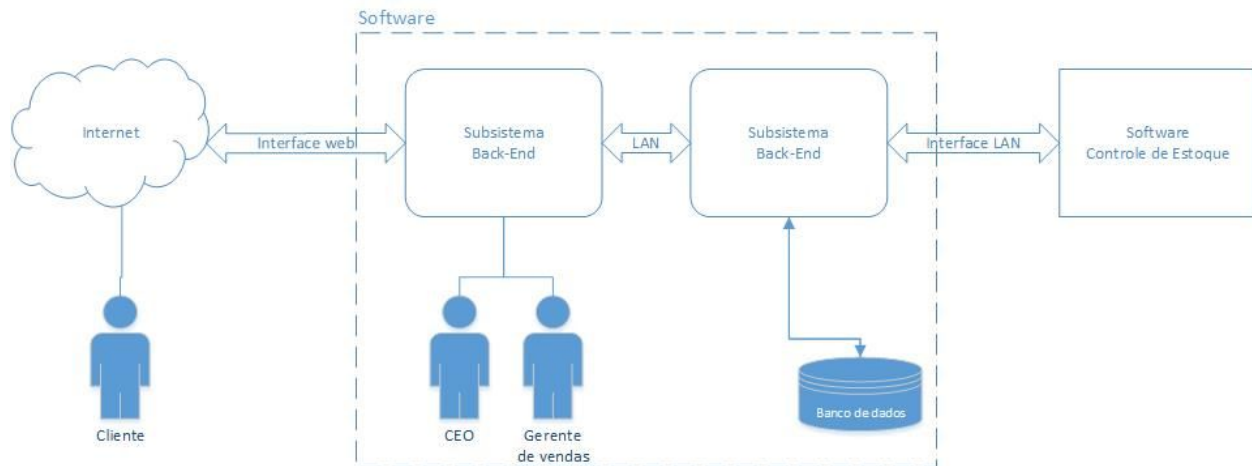 Software
Internet
Interface web
Subsistema
Back-End
LAN
Subsistema
Back-End
Interface LAN
Software
Controle de Estoque
Cliente
CEO
Gerente
de vendas
Banco de dados